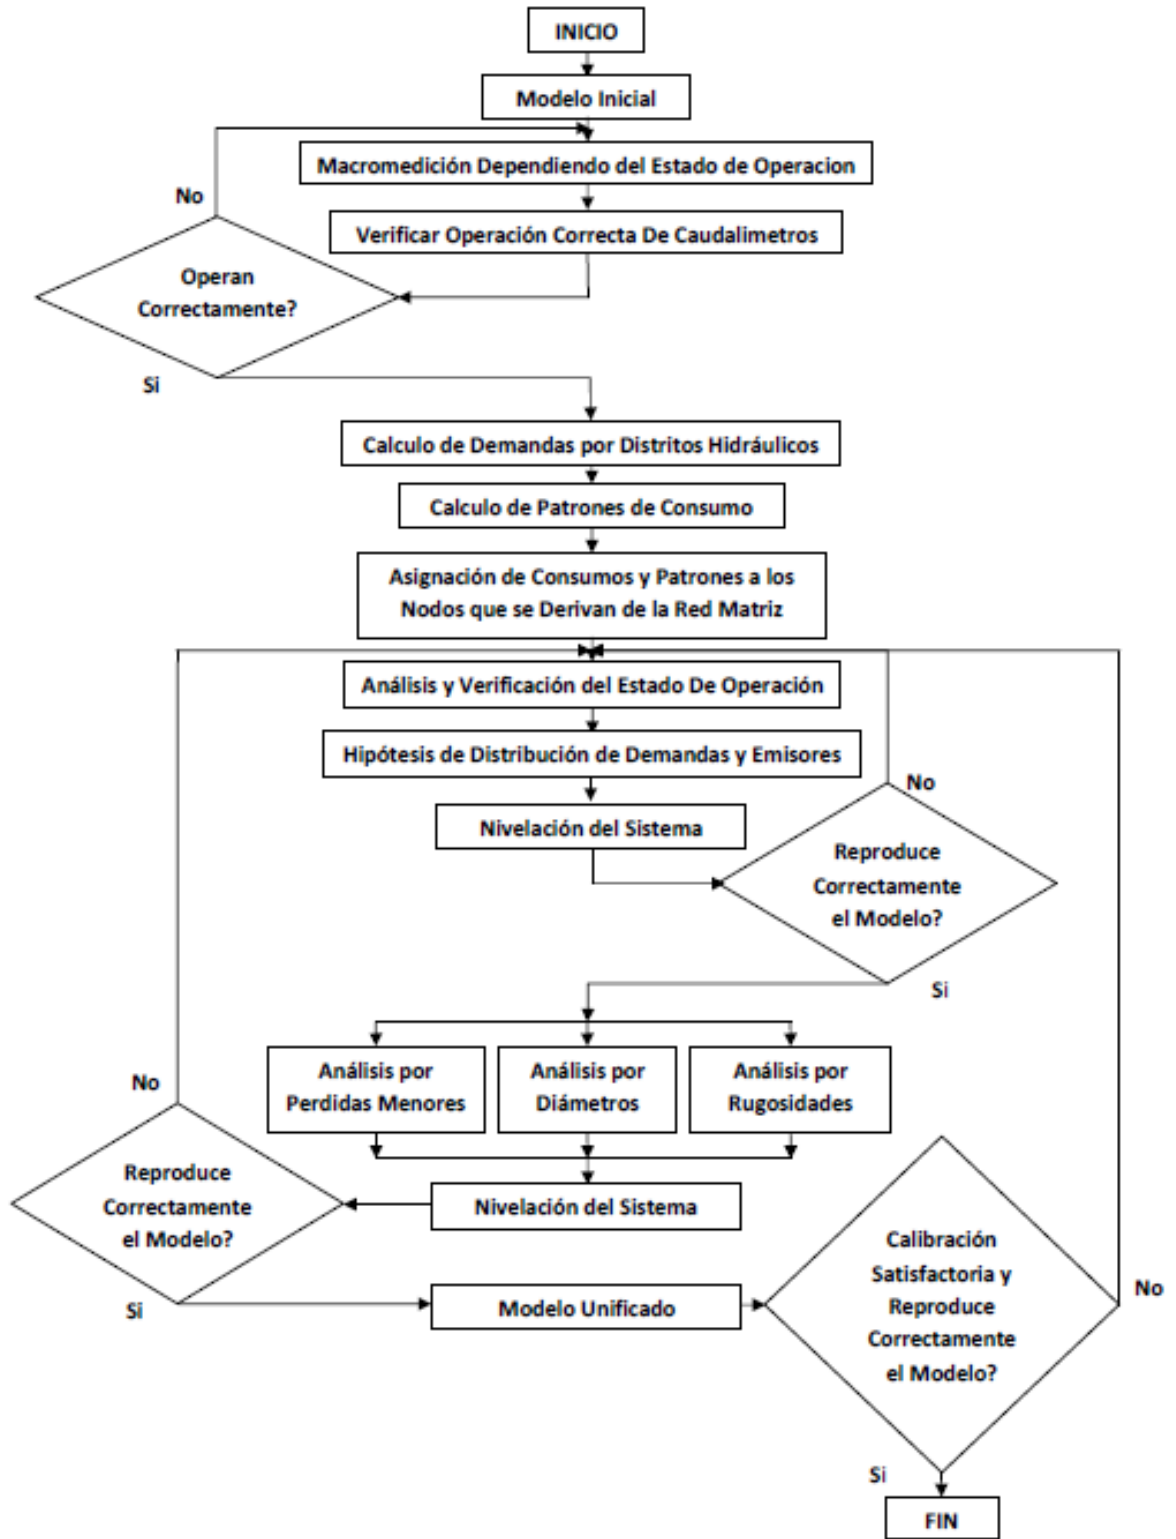 INICIO
Modelo Inicial
Macromedición Dependiendo del Estado de Operacion
No
Verificar Operación Correcta De Caudalimetros
Operan
Correctamente?
Si
Calculo de Demandas por Distritos Hidráulicos
Calculo de Patrones de Consumo
Asignación de Consumos y Patrones a los
Nodos que se Derivan de la Red Matriz
Análisis y Verificación del Estado De Operación
Hipótesis de Distribución de Demandas y Emisores
No
Nivelación del Sistema
Reproduce
Correctamente
el Modelo?
Si
Análisis por
Perdidas Menores
Análisis por
Diámetros
Análisis por
Rugosidades
No
Reproduce
Correctamente
el Modelo?
Nivelación del Sistema
Si
Modelo Unificado
Calibración
Satisfactoria y
Reproduce
Correctamente
el Modelo?
No
Si
FIN